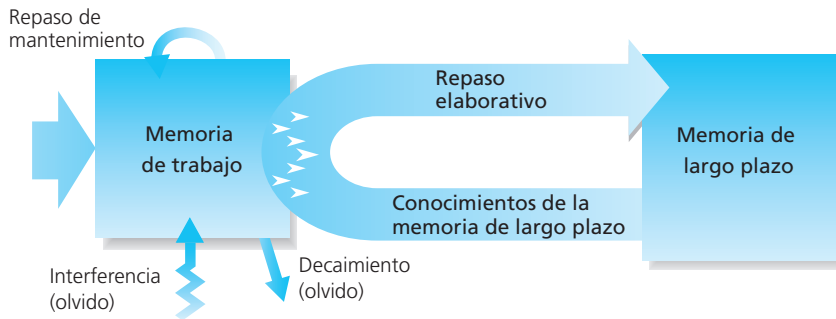 Repaso de
mantenimiento
Memoria
de trabajo
Repaso
elaborativo
Memoria de
largo plazo
Conocimientos de la
memoria de largo plazo
Interferencia
(olvido)
Decaimiento
(olvido)